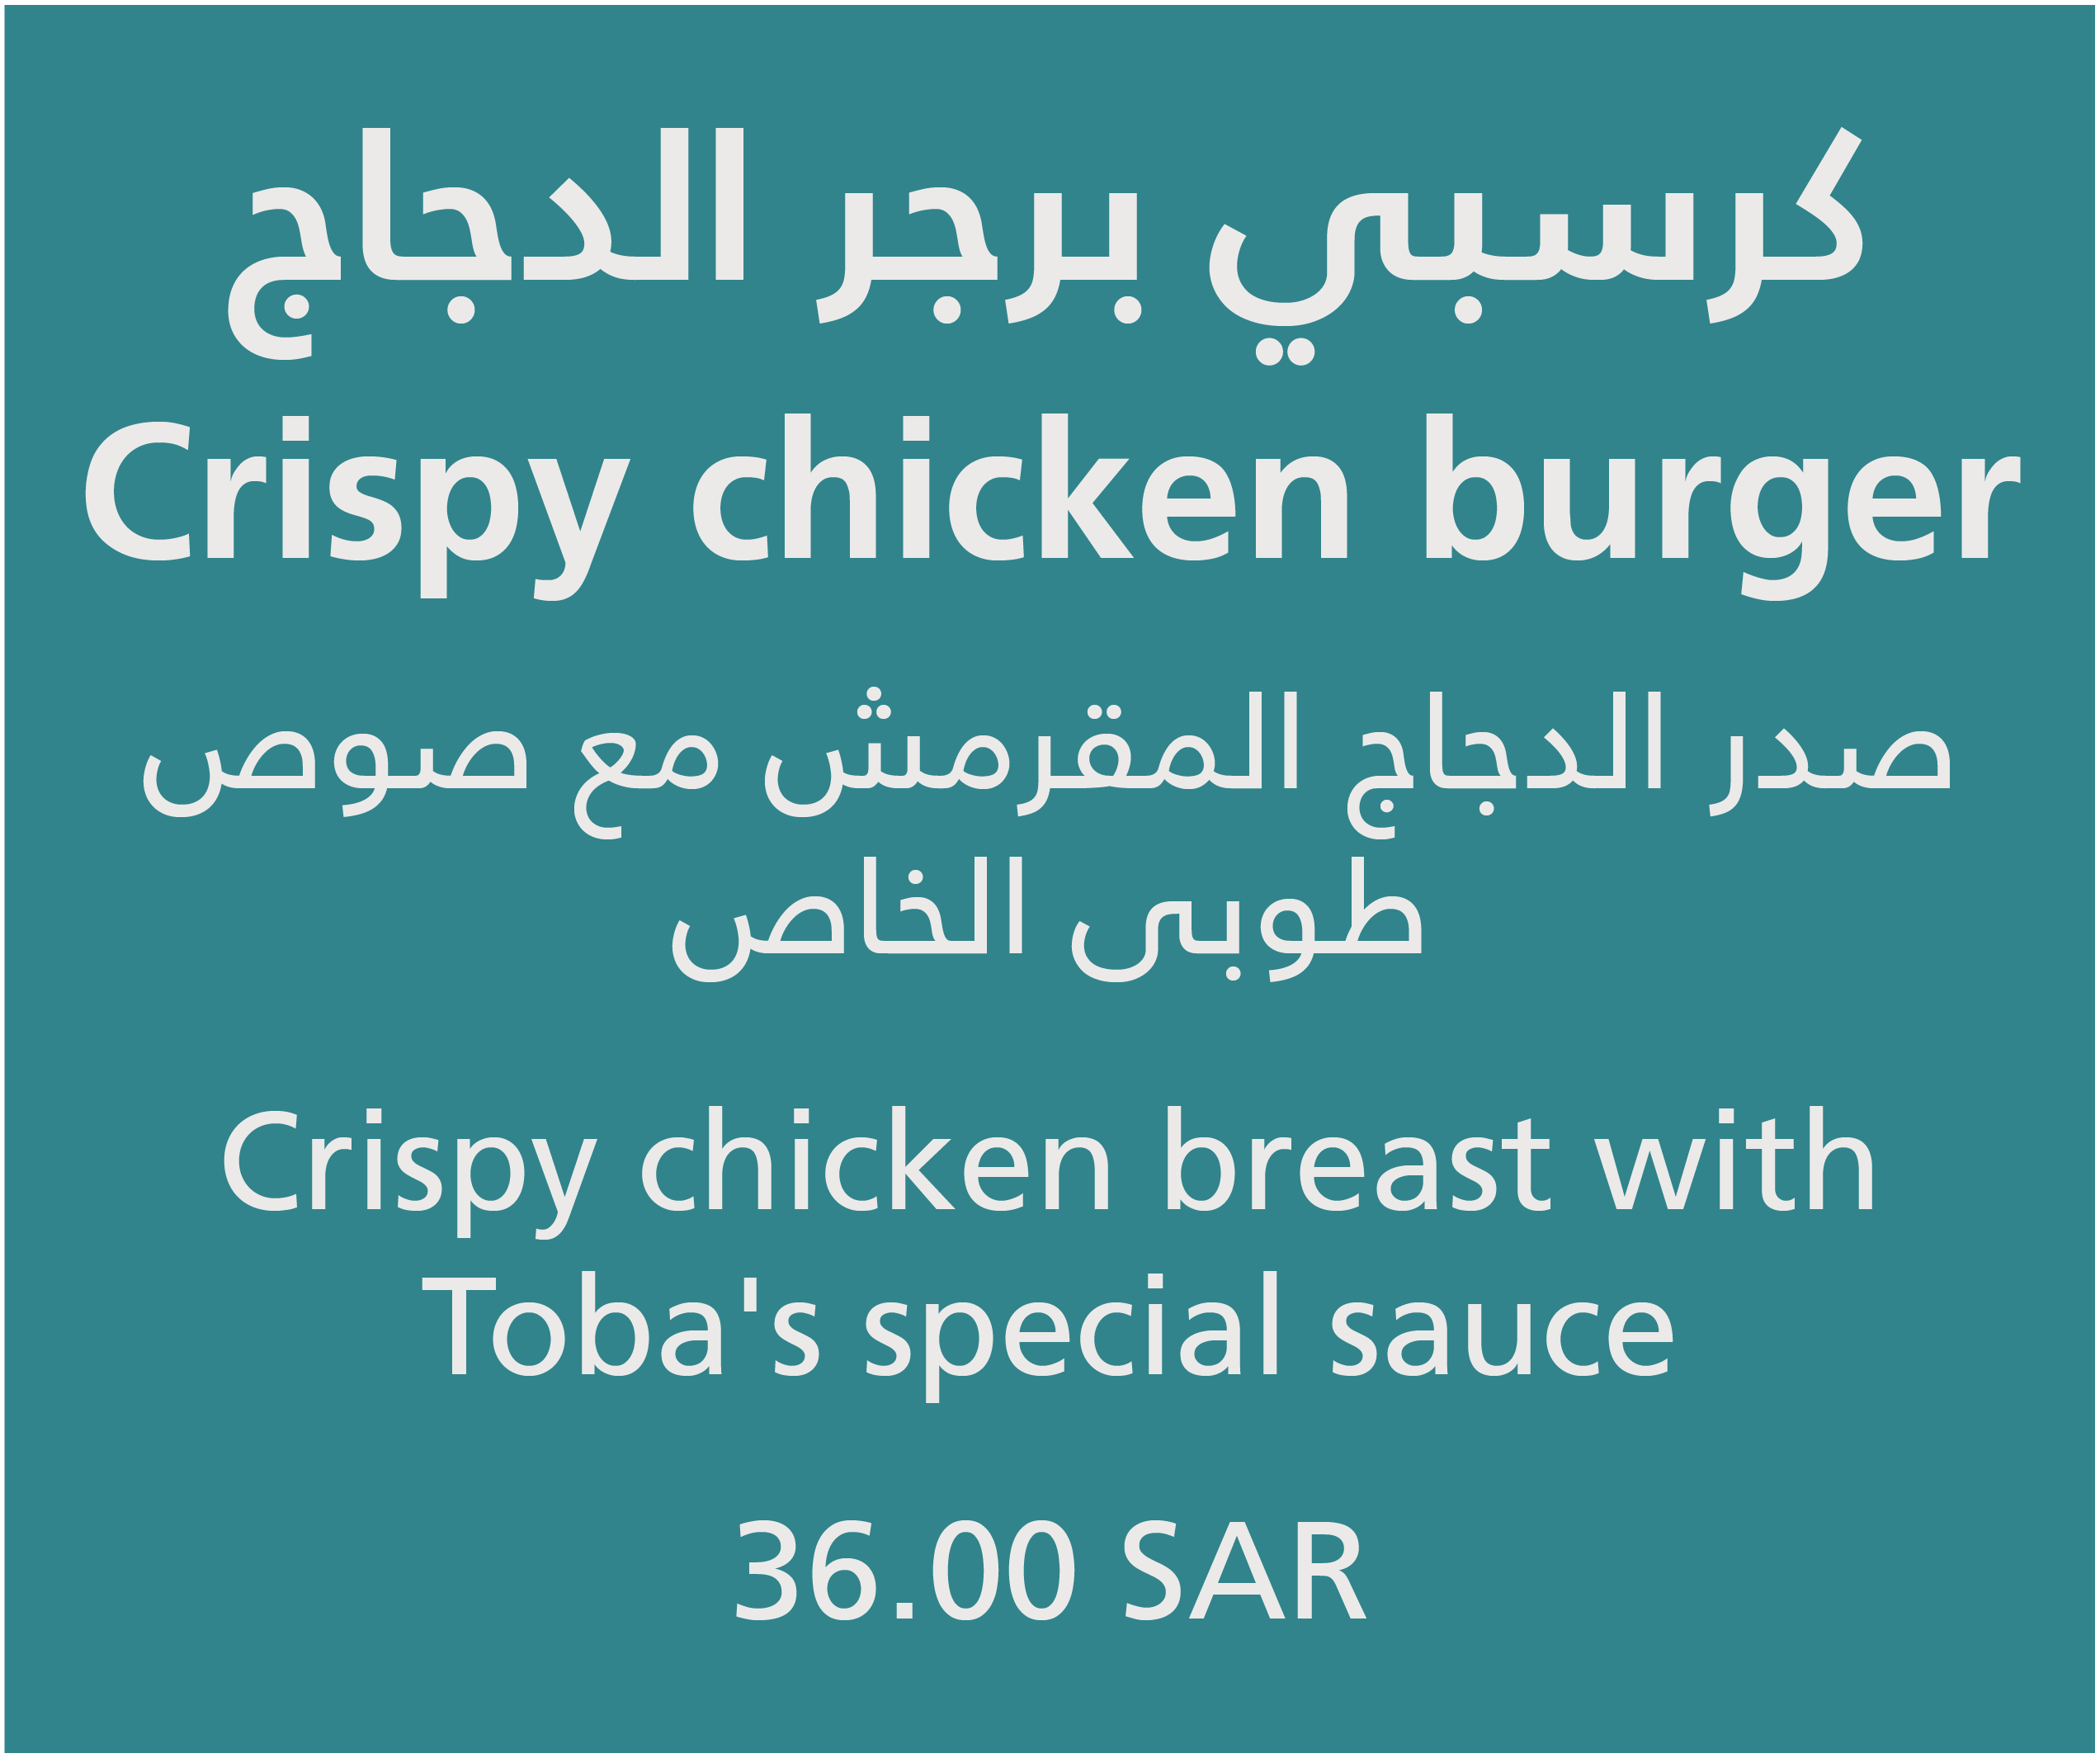 كرسبي برجر الدجاج
Crispy chicken burger
صدر الدجاج المقرمش مع صوص
طوبى الخاص
Crispy chicken breast with
Toba's special sauce
36.00 SAR